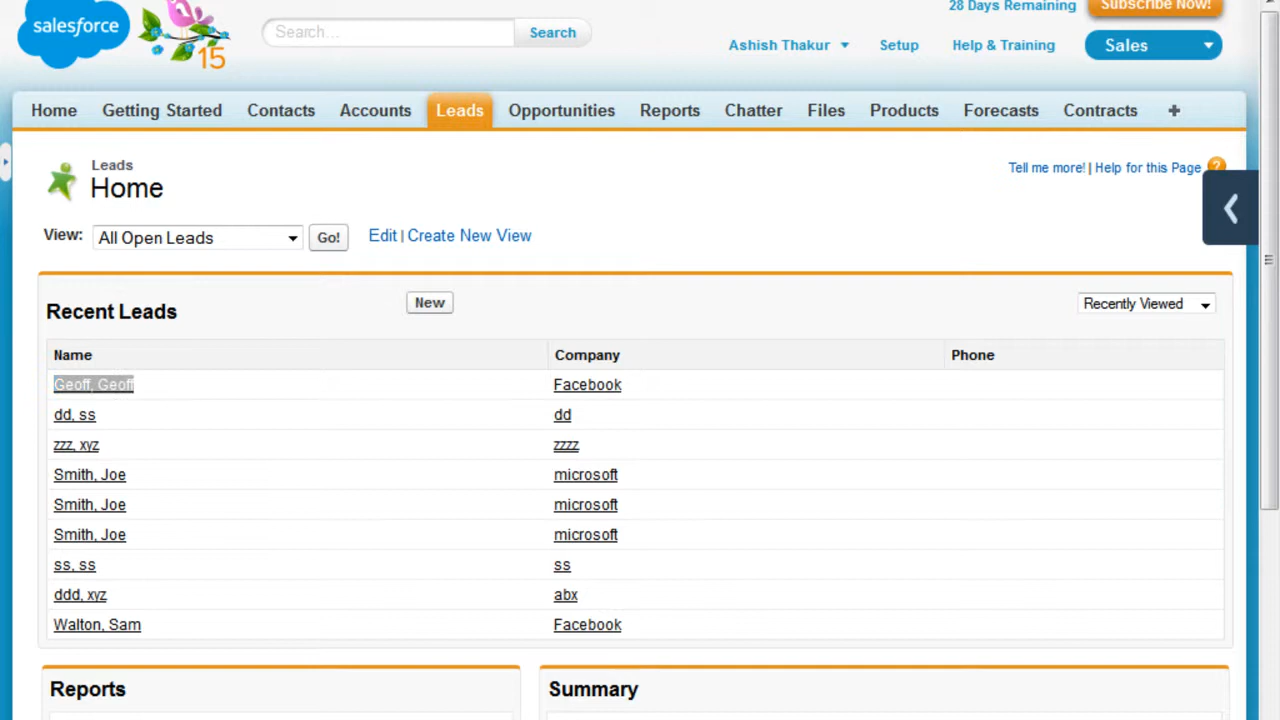 28 Days Remaining Subscribe Now!
salesforce
15
Search... Search
Ashish Thakur Setup Help & Training Sales
Home Getting Started Contacts Accounts Leads Opportunities Reports Chatter Files Products Forecasts Contracts +
Leads
Home
Tell me more! | Help for this Page ?
View: All Open Leads Go! Edit | Create New View
Recent Leads New Recently Viewed
Name Company Phone
Geoff, Geoff Facebook
dd, ss dd
zzz, xyz zzzz
Smith, Joe microsoft
Smith, Joe microsoft
Smith, Joe microsoft
ss, ss ss
ddd, xyz abx
Walton, Sam Facebook
Reports Summary